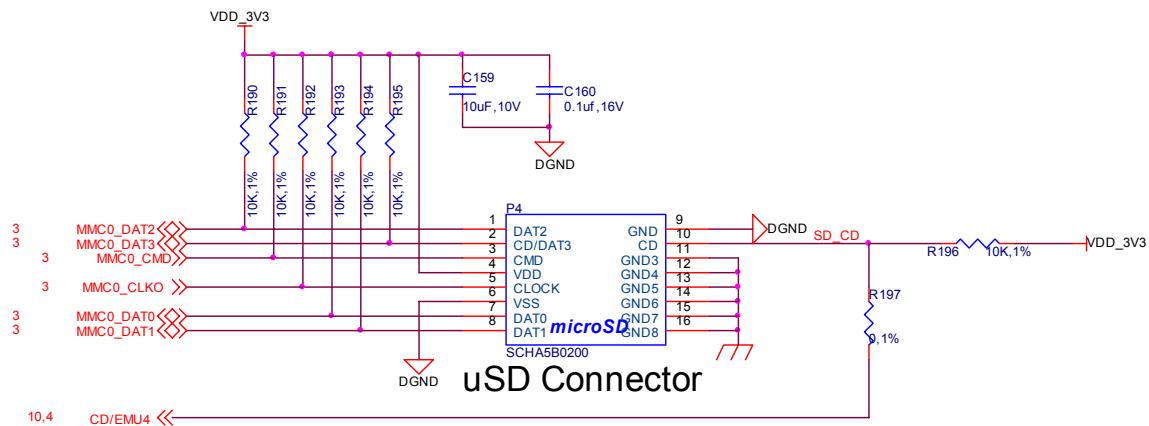 VDD_3V3
R190
R191
R192
R193
R194
R195
10K,1%
10K,1%
10K,1%
10K,1%
10K,1%
10K,1%
C159
10uF,10V
C160
0.1uf,16V
DGND
3 MMC0_DAT2
3 MMC0_DAT3
3 MMC0_CMD
3 MMC0_CLKO
3 MMC0_DAT0
3 MMC0_DAT1
P4
1 DAT2 GND 9
2 CD/DAT3 CD 10
3 CMD GND3 11
4 VDD GND4 12
5 CLOCK GND5 13
6 VSS GND6 14
7 DAT0 GND7 15
8 DAT1 GND8 16
microSD
SCHA5B0200
DGND
SD_CD
R196 10K,1%
VDD_3V3
R197
0,1%
DGND
uSD Connector
10,4 CD/EMU4